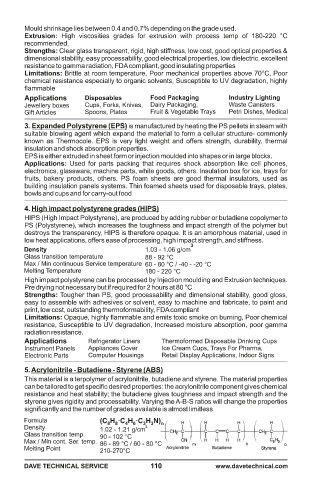 Mould shrinkage lies between 0.4 and 0.7% depending on the grade used.
Extrusion: High viscosities grades for extrusion with process temp of 180-220 °C
recommended.
Strengths: Clear glass transparent, rigid, high stiffness, low cost, good optical properties &
dimensional stability, easy processability, good electrical properties, low dielectric, excellent
resistance to gamma radiation, FDA compliant, good insulating properties
Limitations: Brittle at room temperature, Poor mechanical properties above 70°C, Poor
chemical resistance especially to organic solvents, Susceptible to UV degradation, highly
flammable
Applications Disposables Food Packaging Industry Lighting
Jewellery boxes Cups, Forks, Knives, Dairy Packaging, Waste Canisters
Gift Articles Spoons, Plates Fruit & Vegetable Trays Petri Dishes, Medical
3. Expanded Polystyrene (EPS) is manufactured by heating the PS pellets in steam with
suitable blowing agent which expand the material to form a cellular structure- commonly
known as Thermocole. EPS is very light weight and offers strength, durability, thermal
insulation and shock absorption properties.
EPS is either extruded in sheet form or injection moulded into shapes or in large blocks.
Applications: Used for parts packing that requires shock absorption like cell phones,
electronics, glassware, machine parts, white goods, others. Insulation box for ice, trays for
fruits, bakery products, others. PS foam sheets are good thermal insulators, used as
building insulation panels systems. Thin foamed sheets used for disposable trays, plates,
bowls and cups and for carry-out food
4. High impact polystyrene grades (HIPS)
HIPS (High Impact Polystyrene), are produced by adding rubber or butadiene copolymer to
PS (Polystyrene), which increases the toughness and impact strength of the polymer but
destroys the transparency, HIPS is therefore opaque. It is an amorphous material, used in
low heat applications, offers ease of processing, high impact strength, and stiffness.
Density 1.03 - 1.06 g/cm³
Glass transition temperature 88 - 92 °C
Max / Min continuous Service temperature 60 - 80 °C / -40 - -20 °C
Melting Temperature 180 - 220 °C
High impact polystyrene can be processed by Injection moulding and Extrusion techniques.
Pre drying not necessary but if required for 2 hours at 80 °C
Strengths: Tougher than PS, good processability and dimensional stability, good gloss,
easy to assemble with adhesives or solvent, easy to machine and fabricate, to paint and
print, low cost, outstanding thermoformability, FDA compliant
Limitations: Opaque, highly flammable and emits toxic smoke on burning, Poor chemical
resistance, Susceptible to UV degradation, Increased moisture absorption, poor gamma
radiation resistance.
Applications Refrigerator Liners Thermoformed Disposable Drinking Cups
Instrument Panels Appliances Cover Ice Cream Cups, Trays For Pharma,
Electronic Parts Computer Housings Retail Display Applications, Indoor Signs
5. Acrylonitrile - Butadiene - Styrene (ABS)
This material is a terpolymer of acrylonitrile, butadiene and styrene. The material properties
can be tailored to get specific desired properties: the acrylonitrile component gives chemical
resistance and heat stability; the butadiene gives toughness and impact strength and the
styrene gives rigidity and processability. Varying the A-B-S ratios will change the properties
significantly and the number of grades available is almost limitless
Formula (C₈H₈·C₄H₆·C₃H₃N)ₙ
Density 1.02 - 1.21 g/cm³
Glass transition temp. 90 - 102 °C
Max / Min cont. Ser. temp. 86 - 89 °C / 60 - 80 °C
Melting Point 210-270°C
Acrylonitrile Butadiene Styrene
DAVE TECHNICAL SERVICE 110 www.davetechnical.com